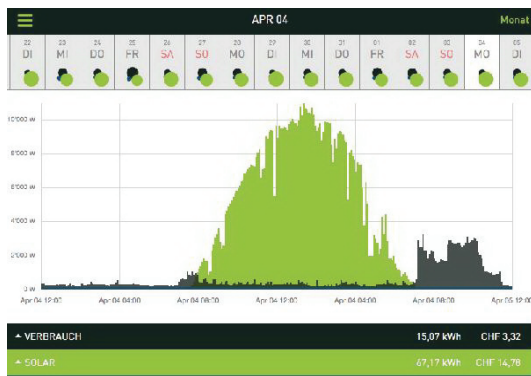 APR 04
Monat
22 23 24 25 26 27 28 29 30 31 01 02 03 04 05
DI MI DO FR SA SO MO DI MI DO FR SA SO MO DI
10'000 W
8'000 W
6'000 W
4'000 W
2'000 W
0 W
Apr 04 12:00 Apr 04 04:00 Apr 04 08:00 Apr 04 12:00 Apr 04 04:00 Apr 04 08:00 Apr 05 12:00
VERBRAUCH 15,07 kWh CHF 3,32
SOLAR 67,17 kWh CHF 14,78